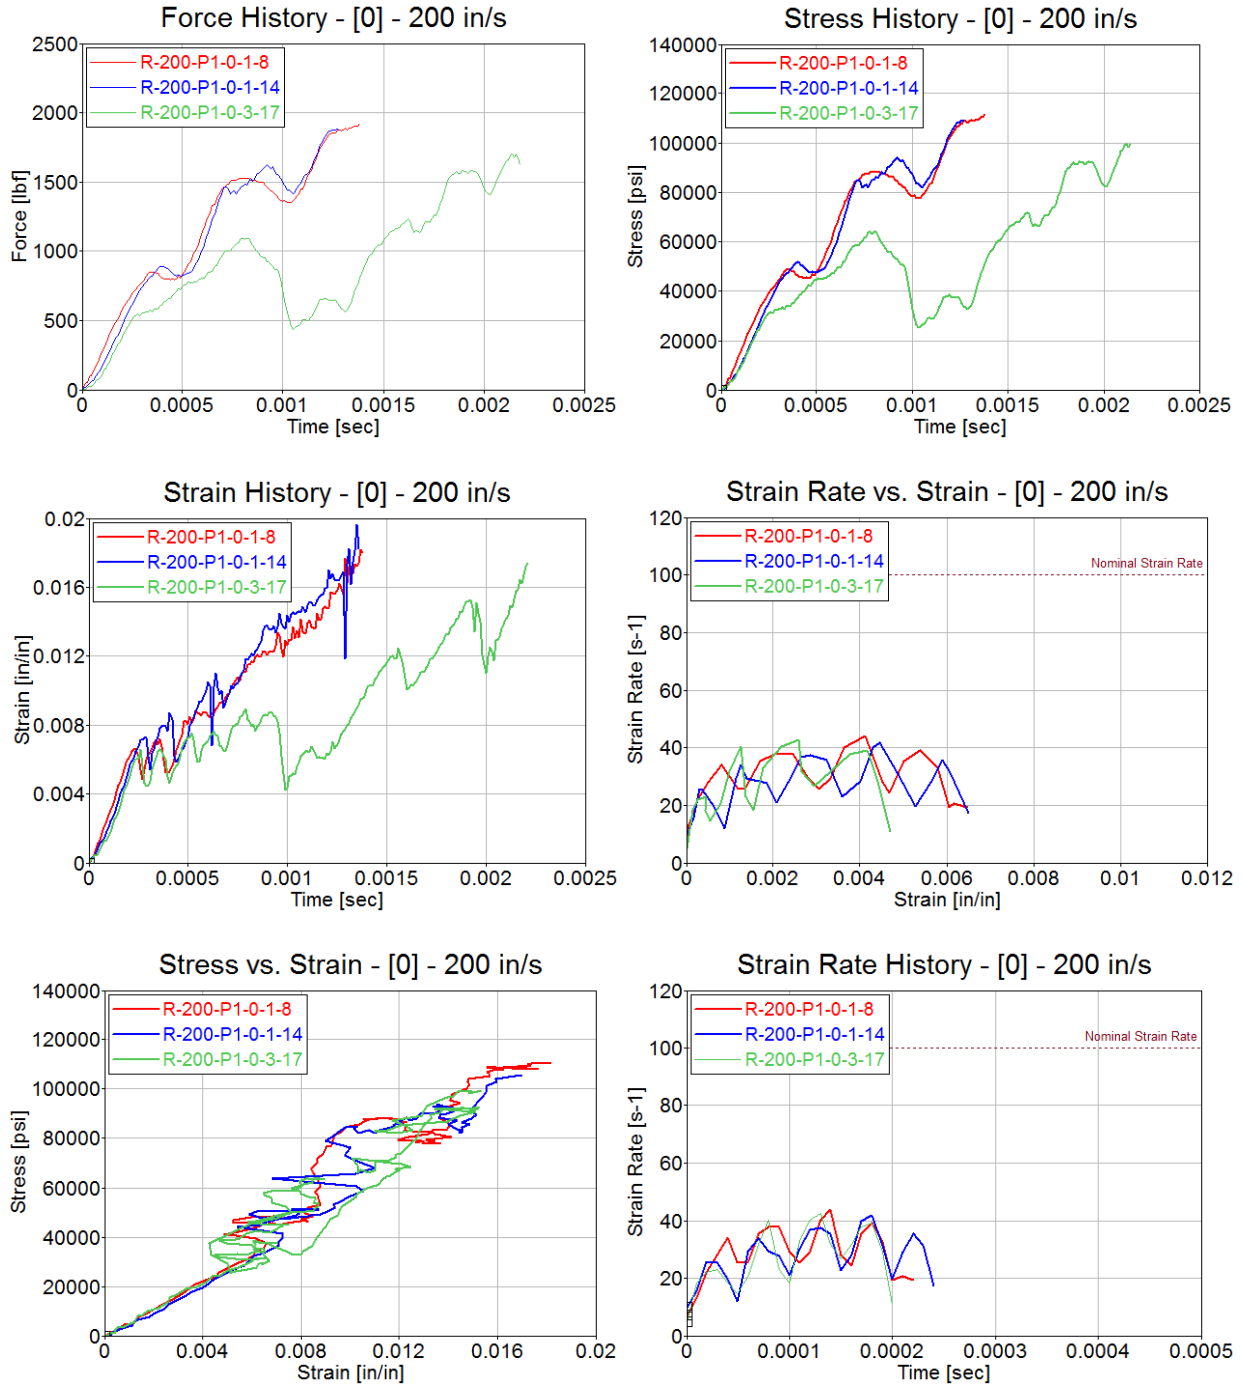 Force History - [0] - 200 in/s
2500
2000
1500
1000
500
0
Force [lbf]
R-200-P1-0-1-8
R-200-P1-0-1-14
R-200-P1-0-3-17
0 0.0005 0.001 0.0015 0.002 0.0025
Time [sec]
Stress History - [0] - 200 in/s
140000
120000
100000
80000
60000
40000
20000
0
Stress [psi]
R-200-P1-0-1-8
R-200-P1-0-1-14
R-200-P1-0-3-17
0 0.0005 0.001 0.0015 0.002 0.0025
Time [sec]
Strain History - [0] - 200 in/s
0.02
0.016
0.012
0.008
0.004
0
Strain [in/in]
R-200-P1-0-1-8
R-200-P1-0-1-14
R-200-P1-0-3-17
0 0.0005 0.001 0.0015 0.002 0.0025
Time [sec]
Strain Rate vs. Strain - [0] - 200 in/s
120
100
80
60
40
20
0
Strain Rate [s-1]
R-200-P1-0-1-8
R-200-P1-0-1-14
R-200-P1-0-3-17
Nominal Strain Rate
0 0.002 0.004 0.006 0.008 0.01 0.012
Strain [in/in]
Stress vs. Strain - [0] - 200 in/s
140000
120000
100000
80000
60000
40000
20000
0
Stress [psi]
R-200-P1-0-1-8
R-200-P1-0-1-14
R-200-P1-0-3-17
0 0.004 0.008 0.012 0.016 0.02
Strain [in/in]
Strain Rate History - [0] - 200 in/s
120
100
80
60
40
20
0
Strain Rate [s-1]
R-200-P1-0-1-8
R-200-P1-0-1-14
R-200-P1-0-3-17
Nominal Strain Rate
0 0.0001 0.0002 0.0003 0.0004 0.0005
Time [sec]